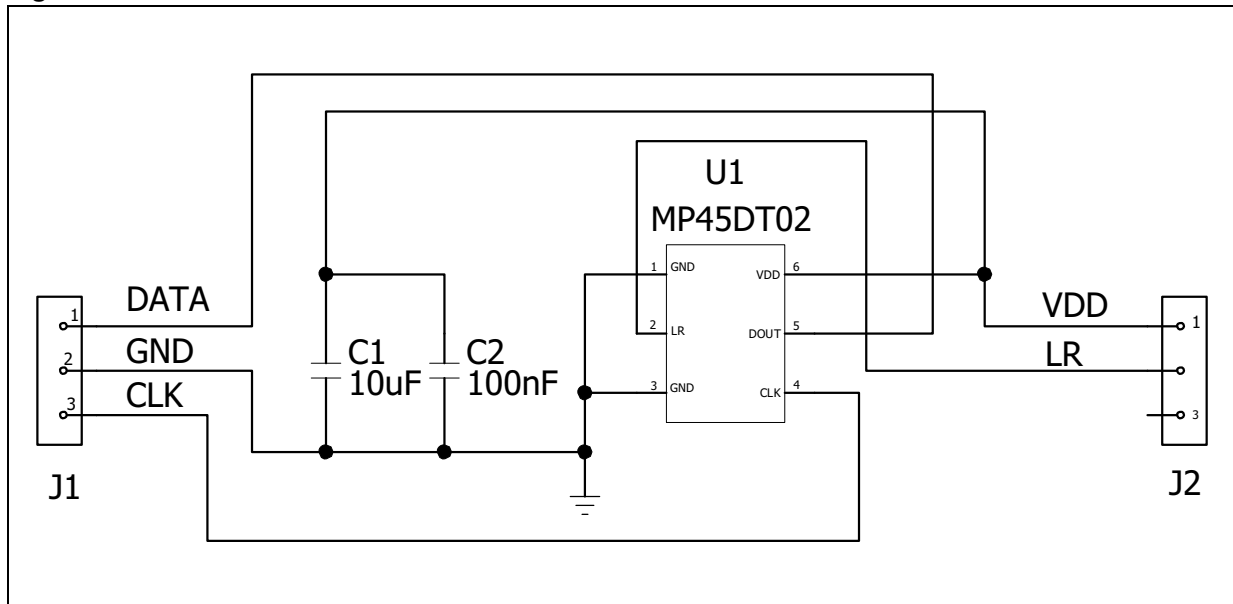 U1
MP45DT02
1 GND VDD 6
2 LR DOUT 5
3 GND CLK 4
DATA
GND
CLK
1
2
3
J1
C1
10uF
C2
100nF
VDD
LR
1
3
J2